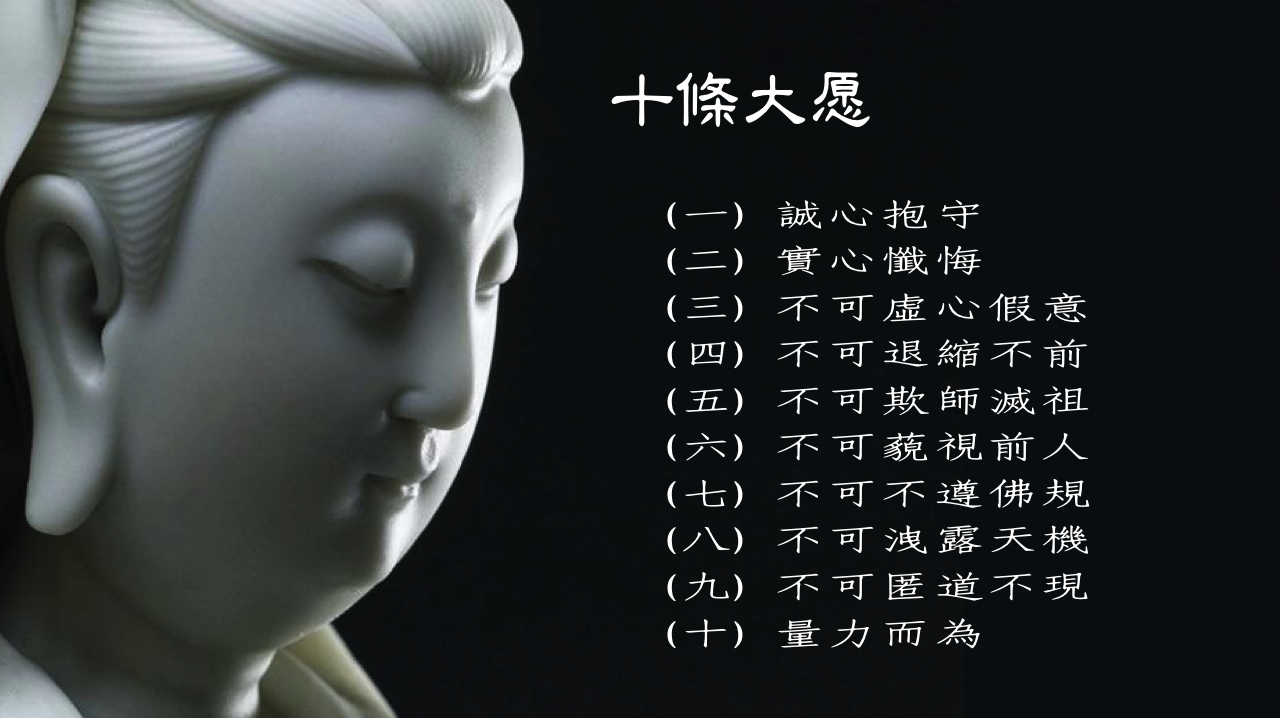 十條大愿
(一) 誠心抱守
(二) 實心懺悔
(三) 不可虛心假意
(四) 不可退縮不前
(五) 不可欺師滅祖
(六) 不可藐視前人
(七) 不可不遵佛規
(八) 不可洩露天機
(九) 不可匿道不現
(十) 量力而為